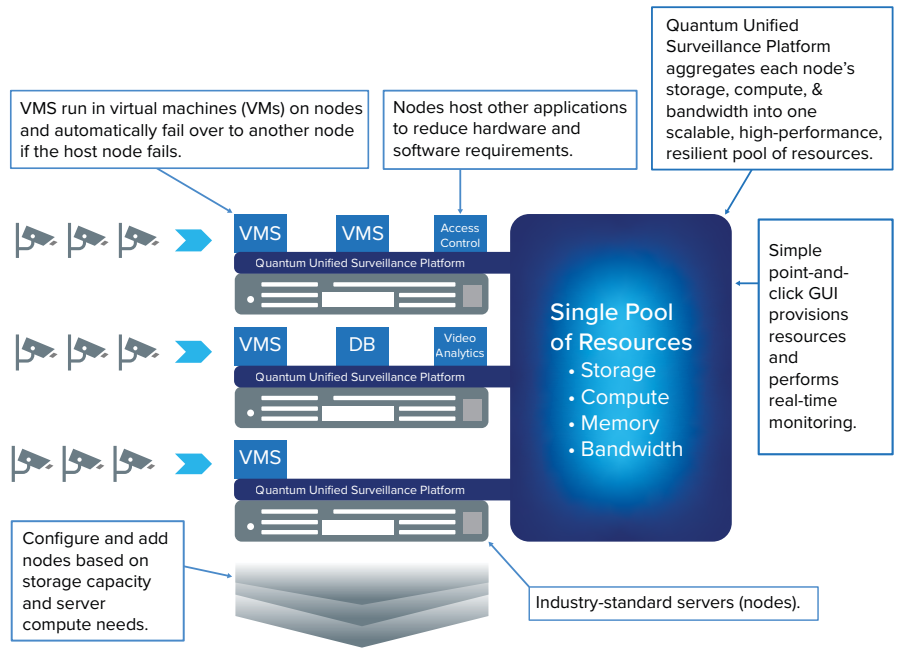 Quantum Unified
Surveillance Platform
aggregates each node's
storage, compute, &
bandwidth into one
scalable, high-performance,
resilient pool of resources.
VMS run in virtual machines (VMs) on nodes
and automatically fail over to another node
if the host node fails.
Nodes host other applications
to reduce hardware and
software requirements.
VMS
VMS
Access
Control
Quantum Unified Surveillance Platform
VMS
DB
Video
Analytics
Quantum Unified Surveillance Platform
VMS
Quantum Unified Surveillance Platform
Single Pool
of Resources
• Storage
• Compute
• Memory
• Bandwidth
Simple
point-and-
click GUI
provisions
resources
and
performs
real-time
monitoring.
Configure and add
nodes based on
storage capacity
and server
compute needs.
Industry-standard servers (nodes).